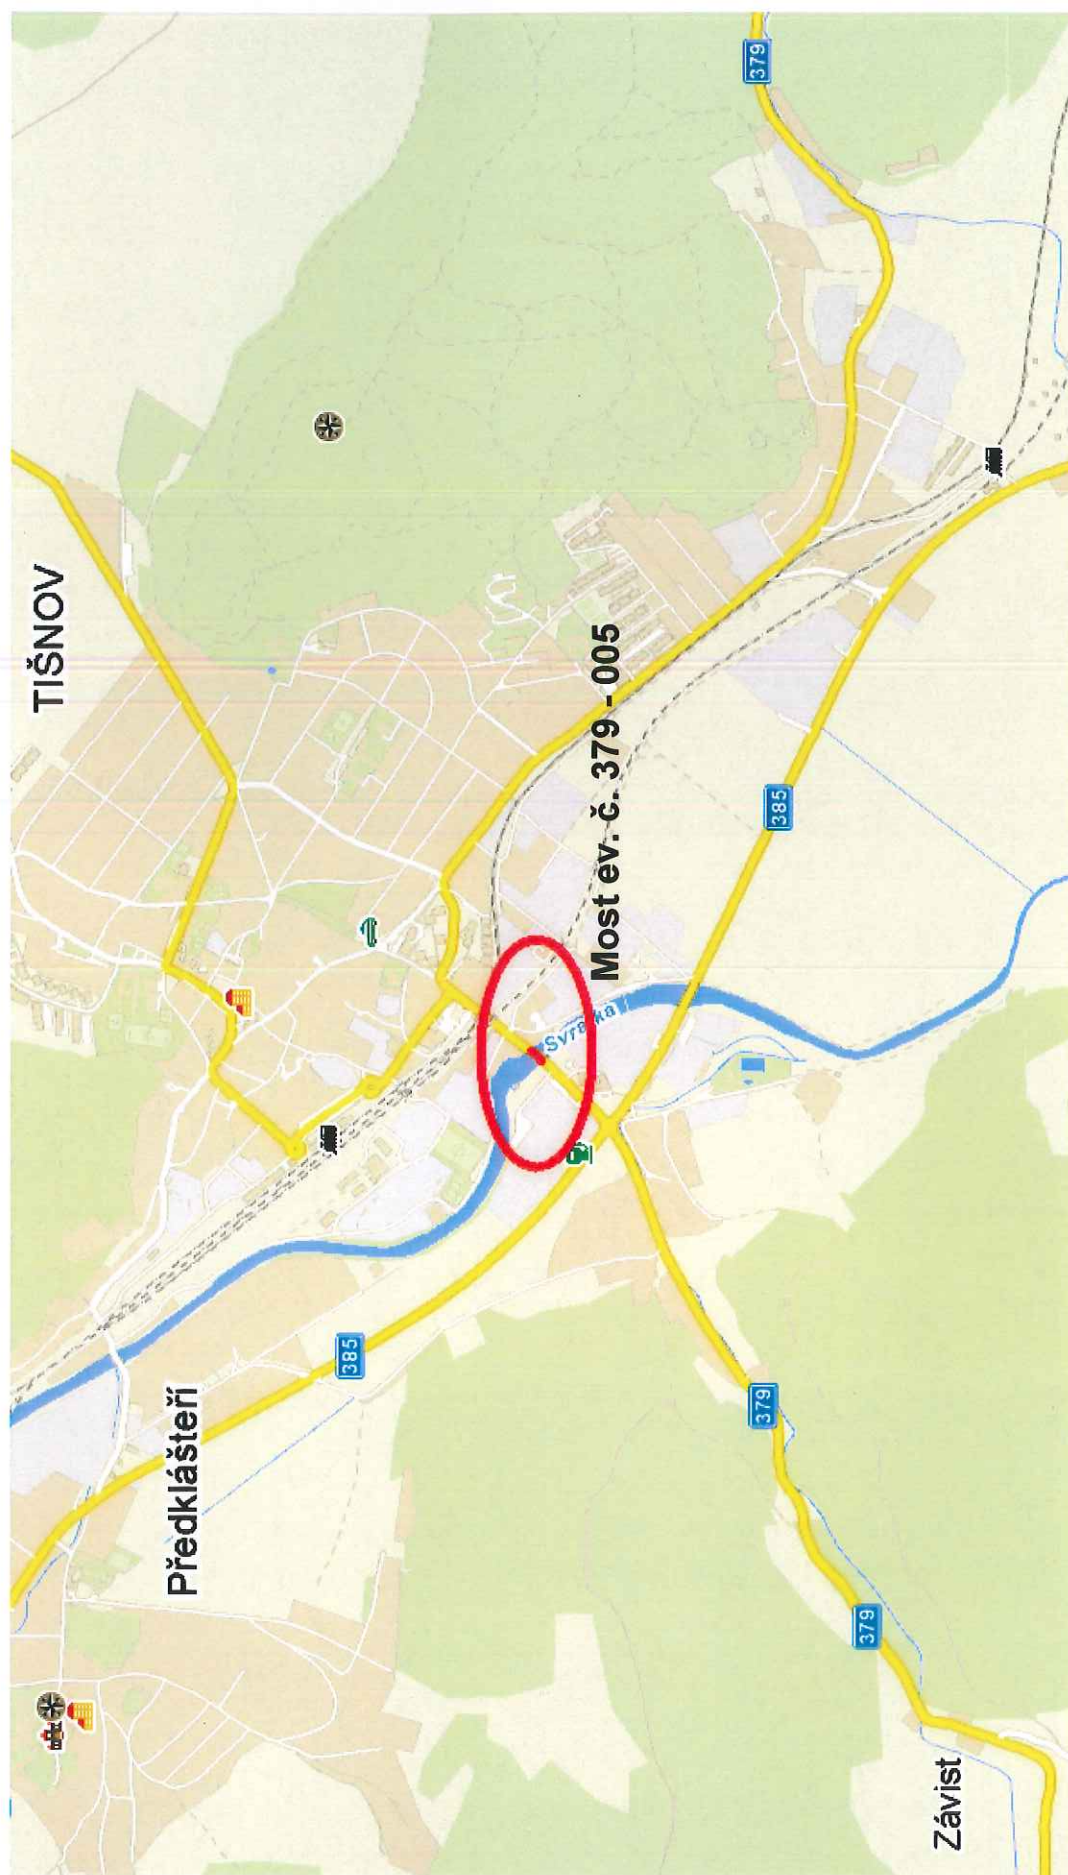 TIŠNOV
Předklášteří
385
Svratka
Most ev. č. 379 - 005
385
379
379
379
Závist